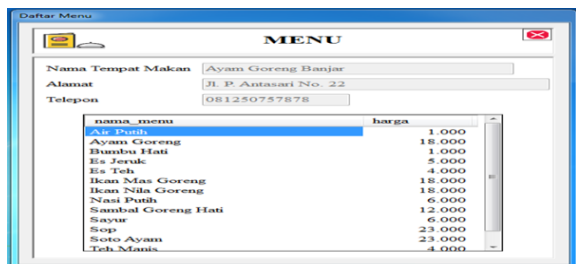 Daftar Menu
MENU
Nama Tempat Makan Ayam Goreng Banjar
Alamat Jl. P. Antasari No. 22
Telepon 081250757878
nama_menu harga
Air Putih 1.000
Ayam Goreng 18.000
Bumbu Hati 1.000
Es Jeruk 5.000
Es Teh 4.000
Ikan Mas Goreng 18.000
Ikan Nila Goreng 18.000
Nasi Putih 6.000
Sambal Goreng Hati 12.000
Sayur 6.000
Sop 23.000
Soto Ayam 23.000
Teh Manis 4.000